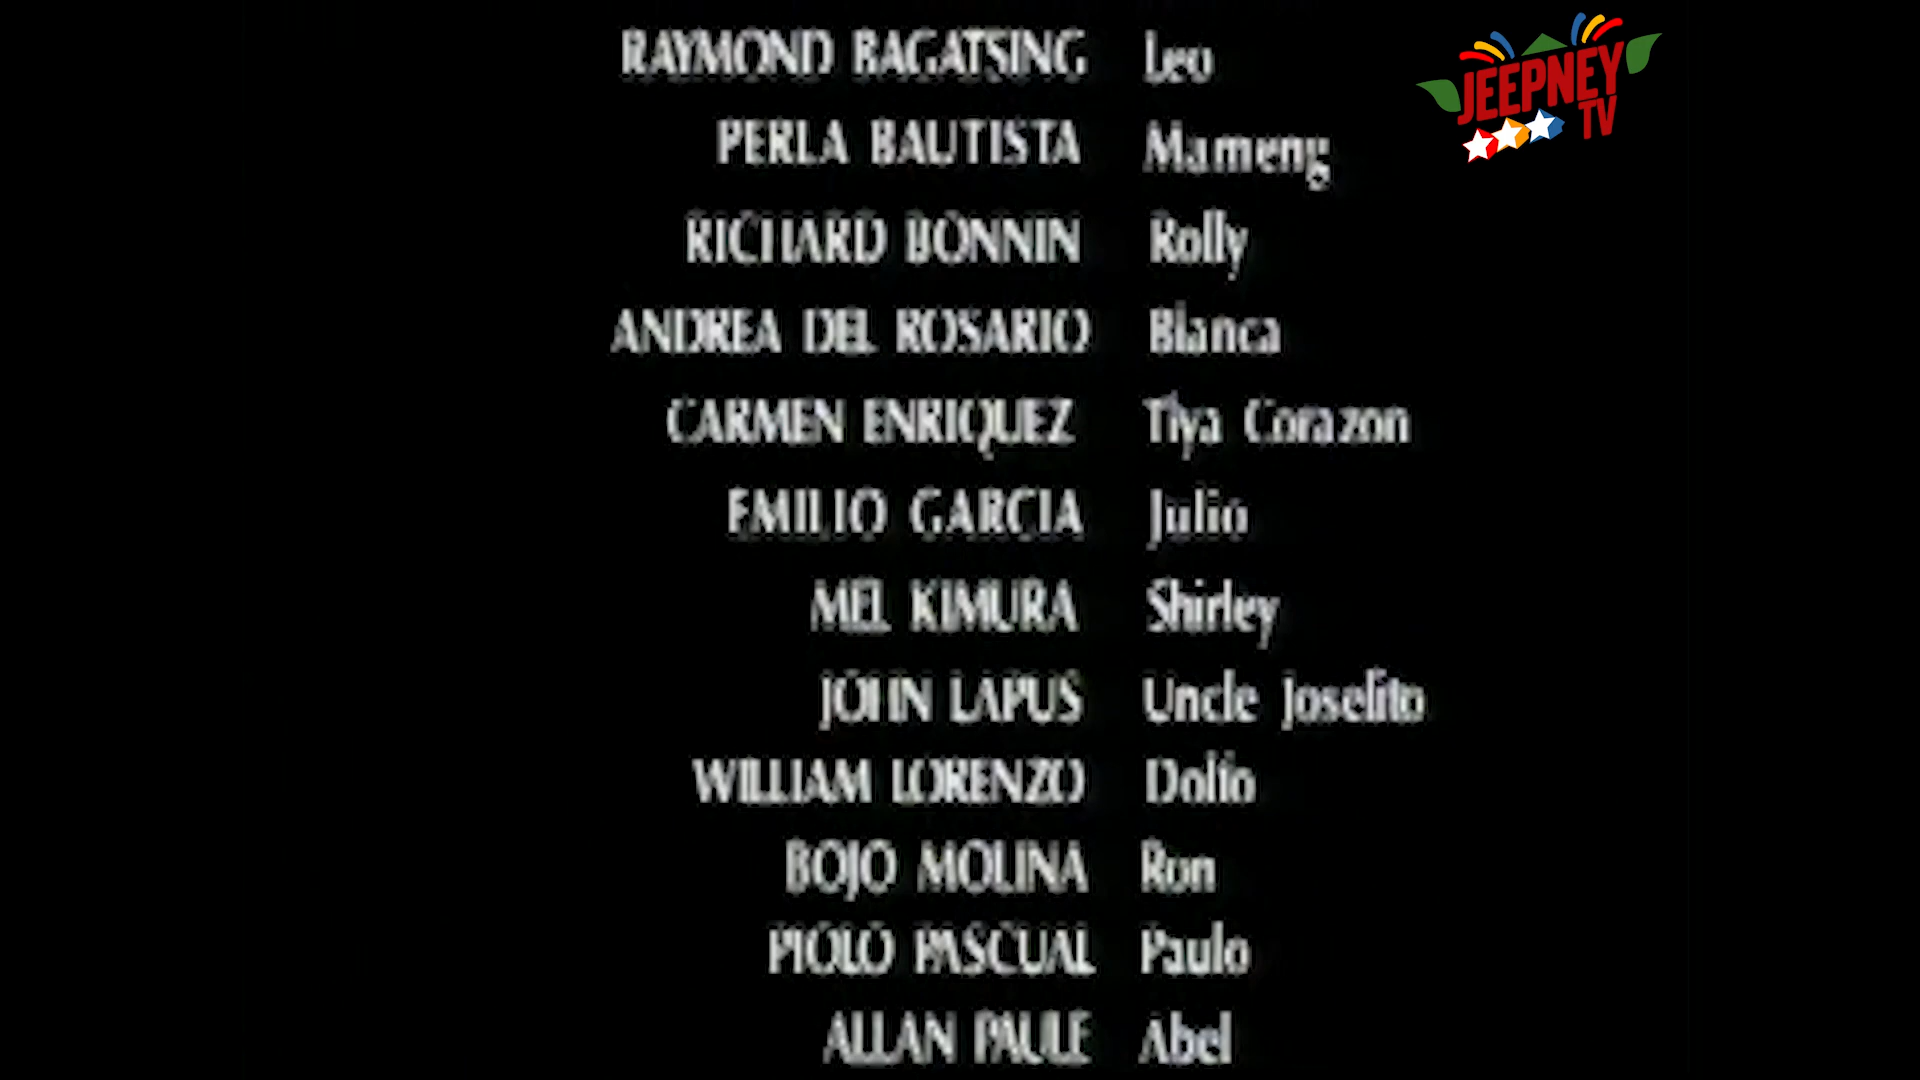 RAYMOND BAGATSING Leo
JEEPNEY
TV
PERLA BAUTISTA Mameng
RICHARD BONNIN Rolly
ANDREA DEL ROSARIO Blanca
CARMEN ENRIQUEZ Tiya Corazon
EMILIO GARCIA Julio
MEL KIMURA Shirley
JOHN LAPUS Uncle Joselito
WILLIAM LORENZO Dolfo
BOJO MOLINA Ron
PIOLO PASCUAL Paulo
ALLAN PAULE Abel